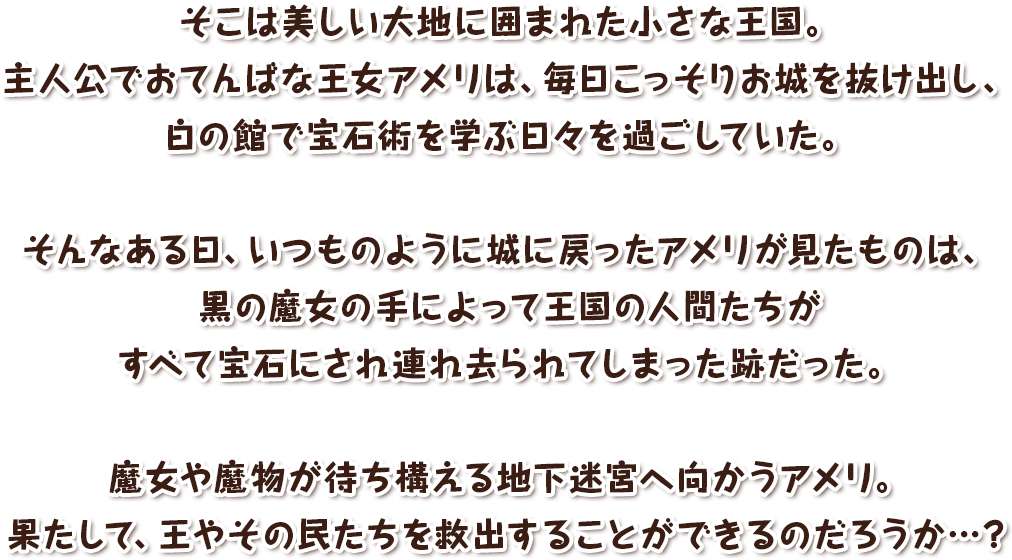 そこは美しい大地に囲まれた小さな王国。
主人公でおてんばな王女アメリは、毎日こっそりお城を抜け出し、
白の館で宝石術を学ぶ日々を過ごしていた。
そんなある日、いつものように城に戻ったアメリが見たものは、
黒の魔女の手によって王国の人間たちが
すべて宝石にされ連れ去られてしまった跡だった。
魔女や魔物が待ち構える地下迷宮へ向かうアメリ。
果たして、王やその民たちを救出することができるのだろうか…?